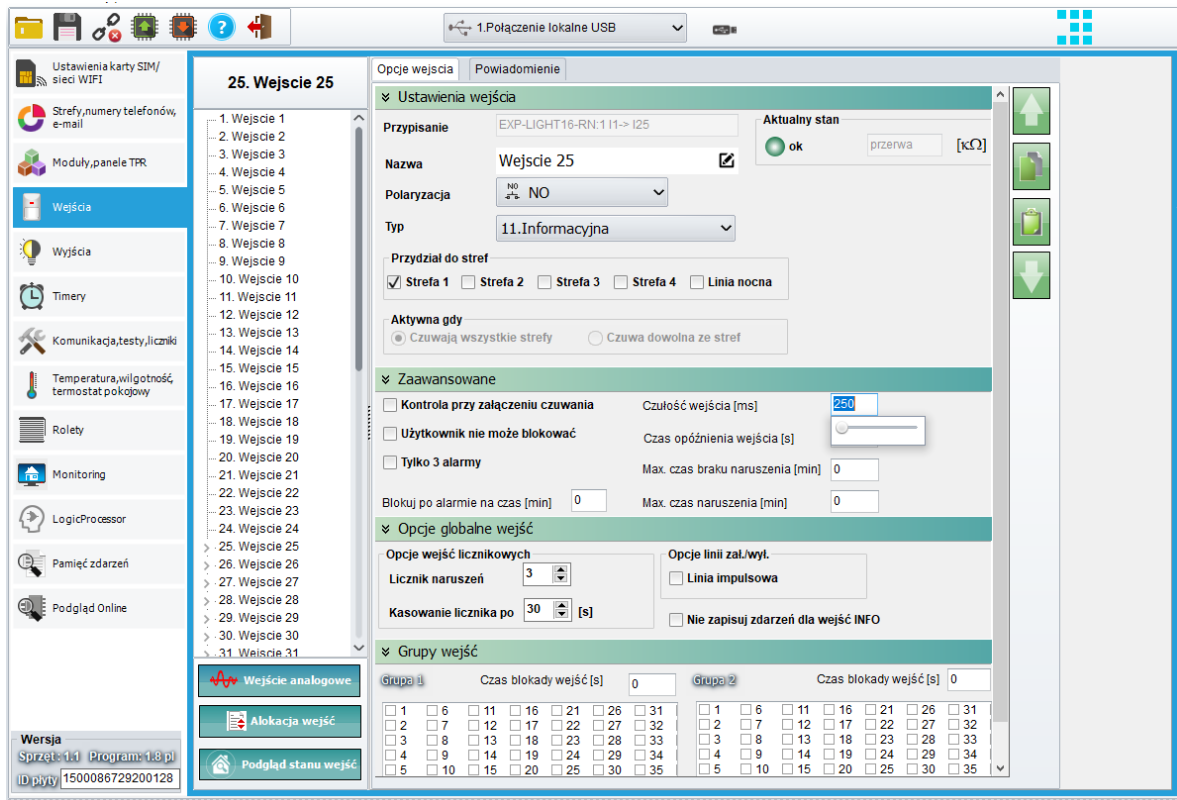 1.Połączenie lokalne USB
Ustawienia karty SIM/
sieci WIFI
Strefy,numery telefonów,
e-mail
Moduły,panele TPR
Wejścia
Wyjścia
Timery
Komunikacja,testy,liczniki
Temperatura,wilgotność,
termostat pokojowy
Rolety
Monitoring
LogicProcessor
Pamięć zdarzeń
Podgląd Online
Wersja
Sprzęt: 1.1 Program: 1.8 pl
ID płyty 1500086729200128
25. Wejscie 25
1. Wejscie 1
2. Wejscie 2
3. Wejscie 3
4. Wejscie 4
5. Wejscie 5
6. Wejscie 6
7. Wejscie 7
8. Wejscie 8
9. Wejscie 9
10. Wejscie 10
11. Wejscie 11
12. Wejscie 12
13. Wejscie 13
14. Wejscie 14
15. Wejscie 15
16. Wejscie 16
17. Wejscie 17
18. Wejscie 18
19. Wejscie 19
20. Wejscie 20
21. Wejscie 21
22. Wejscie 22
23. Wejscie 23
24. Wejscie 24
25. Wejscie 25
26. Wejscie 26
27. Wejscie 27
28. Wejscie 28
29. Wejscie 29
30. Wejscie 30
31. Wejscie 31
Wejście analogowe
Alokacja wejść
Podgląd stanu wejść
Opcje wejscia Powiadomienie
Ustawienia wejścia
Przypisanie EXP-LIGHT16-RN:1 I1-> I25
Aktualny stan
ok przerwa [κΩ]
Nazwa Wejscie 25
Polaryzacja NO NO
Typ 11.Informacyjna
Przydział do stref
Strefa 1 Strefa 2 Strefa 3 Strefa 4 Linia nocna
Aktywna gdy
Czuwają wszystkie strefy Czuwa dowolna ze stref
Zaawansowane
Kontrola przy załączeniu czuwania Czułość wejścia [ms] 250
Użytkownik nie może blokować Czas opóźnienia wejścia [s]
Tylko 3 alarmy Max. czas braku naruszenia [min] 0
Blokuj po alarmie na czas [min] 0 Max. czas naruszenia [min] 0
Opcje globalne wejść
Opcje wejść licznikowych Opcje linii zał./wył.
Licznik naruszeń 3 Linia impulsowa
Kasowanie licznika po 30 [s] Nie zapisuj zdarzeń dla wejść INFO
Grupy wejść
Grupa 1 Czas blokady wejść [s] 0 Grupa 2 Czas blokady wejść [s] 0
1 6 11 16 21 26 31 1 6 11 16 21 26 31
2 7 12 17 22 27 32 2 7 12 17 22 27 32
3 8 13 18 23 28 33 3 8 13 18 23 28 33
4 9 14 19 24 29 34 4 9 14 19 24 29 34
5 10 15 20 25 30 35 5 10 15 20 25 30 35